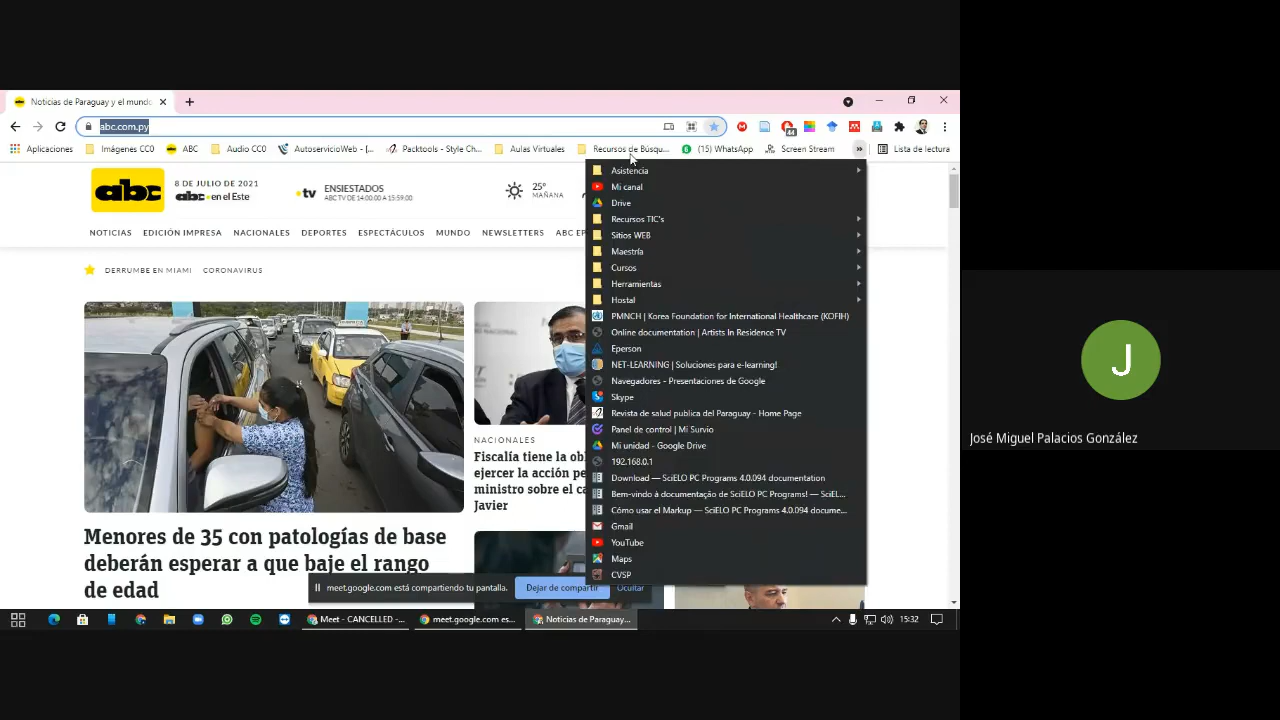 Noticias de Paraguay y el mundo
abc.com.py
44
Aplicaciones
Imágenes CC0
ABC
Audio CC0
AutoservicioWeb - [...
Packtools - Style Ch...
Aulas Virtuales
Recursos de Búsqu...
(15) WhatsApp
Screen Stream
»
Lista de lectura
abc
8 DE JULIO DE 2021
abc en el Este
tv
ENSIESTADOS
ABC TV DE 14:00:00 A 15:59:00
25°
MAÑANA
NOTICIAS
EDICIÓN IMPRESA
NACIONALES
DEPORTES
ESPECTÁCULOS
MUNDO
NEWSLETTERS
ABC EP
DERRUMBE EN MIAMI
CORONAVIRUS
Asistencia
Mi canal
Drive
Recursos TIC's
Sitios WEB
Maestría
Cursos
Herramientas
Hostal
PMNCH | Korea Foundation for International Healthcare (KOFIH)
Online documentation | Artists In Residence TV
Eperson
NET-LEARNING | Soluciones para e-learning!
Navegadores - Presentaciones de Google
Skype
Revista de salud publica del Paraguay - Home Page
Panel de control | Mi Survio
Mi unidad - Google Drive
192.168.0.1
Download — SciELO PC Programs 4.0.094 documentation
Bem-vindo à documentação de SciELO PC Programs! — SciEL...
Cómo usar el Markup — SciELO PC Programs 4.0.094 docume...
Gmail
YouTube
Maps
CVSP
NACIONALES
Fiscalía tiene la obl
ejercer la acción pe
ministro sobre el ca
Javier
Menores de 35 con patologías de base
deberán esperar a que baje el rango
de edad
meet.google.com está compartiendo tu pantalla.
Dejar de compartir
Ocultar
Meet - CANCELLED -...
meet.google.com es...
Noticias de Paraguay...
15:32
J
José Miguel Palacios González